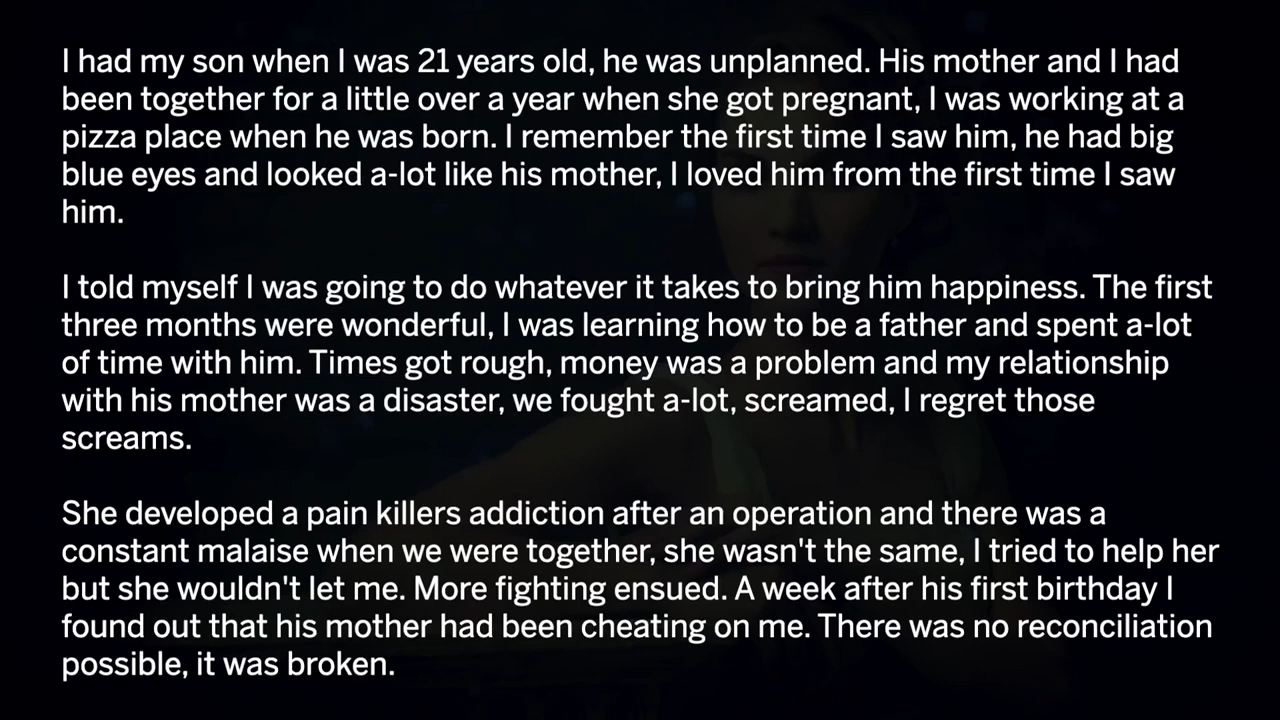 I had my son when I was 21 years old, he was unplanned. His mother and I had
been together for a little over a year when she got pregnant, I was working at a
pizza place when he was born. I remember the first time I saw him, he had big
blue eyes and looked a-lot like his mother, I loved him from the first time I saw
him.
I told myself I was going to do whatever it takes to bring him happiness. The first
three months were wonderful, I was learning how to be a father and spent a-lot
of time with him. Times got rough, money was a problem and my relationship
with his mother was a disaster, we fought a-lot, screamed, I regret those
screams.
She developed a pain killers addiction after an operation and there was a
constant malaise when we were together, she wasn't the same, I tried to help her
but she wouldn't let me. More fighting ensued. A week after his first birthday I
found out that his mother had been cheating on me. There was no reconciliation
possible, it was broken.